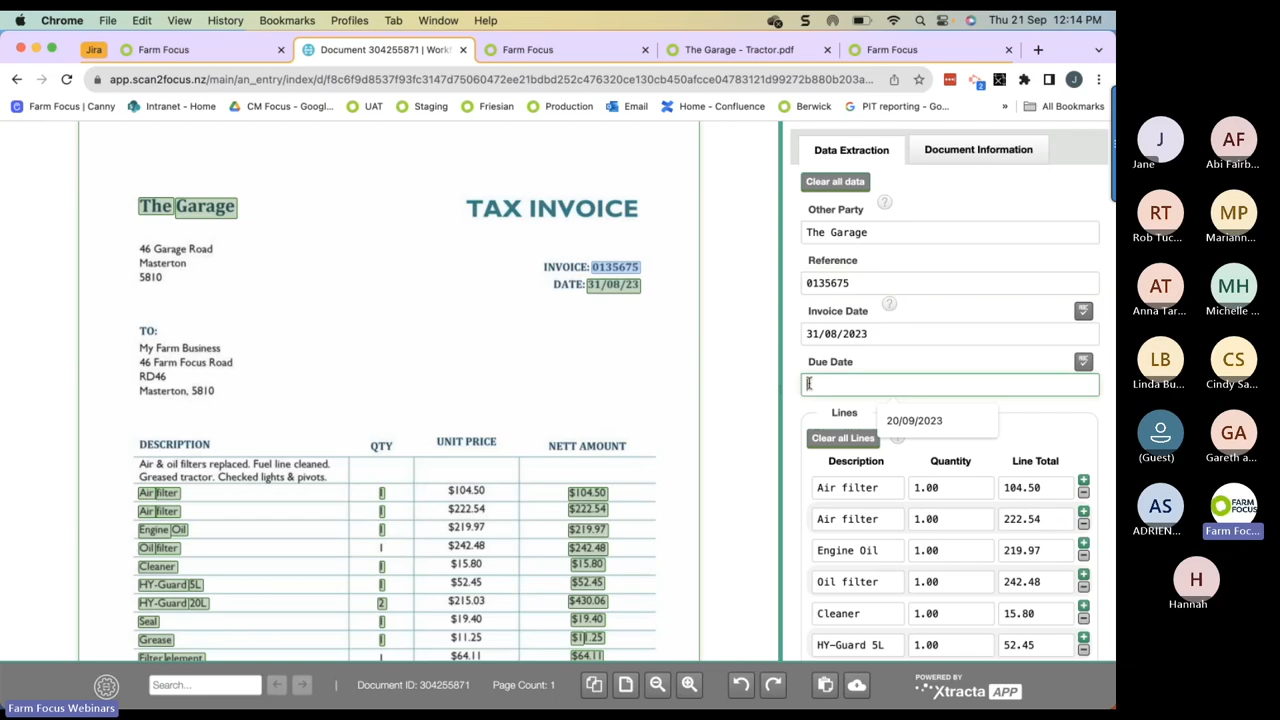 Chrome File Edit View History Bookmarks Profiles Tab Window Help Thu 21 Sep 12:14 PM
Jira Farm Focus Document 304255871 | Workf Farm Focus The Garage - Tractor.pdf Farm Focus
app.scan2focus.nz/main/an_entry/index/d/f8c6f9d8537f93fc3147d75060472ee21bdbd252c476320ce130cb450afcce04783121d99272b880b203a...
Farm Focus | Canny Intranet - Home CM Focus - Googl... UAT Staging Friesian Production Email Home - Confluence Berwick PIT reporting - Go... » All Bookmarks
The Garage
TAX INVOICE
46 Garage Road
Masterton
5810
INVOICE: 0135675
DATE: 31/08/23
TO:
My Farm Business
46 Farm Focus Road
RD46
Masterton, 5810
DESCRIPTION QTY UNIT PRICE NETT AMOUNT
Air & oil filters replaced. Fuel line cleaned.
Greased tractor. Checked lights & pivots.
Air filter 1 $104.50 $104.50
Air filter 1 $222.54 $222.54
Engine Oil 1 $219.97 $219.97
Oil filter 1 $242.48 $242.48
Cleaner 1 $15.80 $15.80
HY-Guard 5L 1 $52.45 $52.45
HY-Guard 20L 2 $215.03 $430.06
Seal 1 $19.40 $19.40
Grease 1 $11.25 $11.25
Filter element 1 $64.11 $64.11
Data Extraction Document Information
Clear all data
Other Party ?
The Garage
Reference
0135675
Invoice Date ?
31/08/2023
Due Date
20/09/2023
Lines
Clear all Lines
Description Quantity Line Total
Air filter 1.00 104.50
Air filter 1.00 222.54
Engine Oil 1.00 219.97
Oil filter 1.00 242.48
Cleaner 1.00 15.80
HY-Guard 5L 1.00 52.45
Search... Document ID: 304255871 Page Count: 1
POWERED BY
Xtracta APP
Farm Focus Webinars
J AF
Jane Abi Fairb...
RT MP
Rob Tuc... Mariann...
AT MH
Anna Tar... Michelle ...
LB CS
Linda Bu... Cindy Sa...
GA
(Guest) Gareth a...
AS FARM FOCUS
ADRIEN... Farm Foc...
H
Hannah